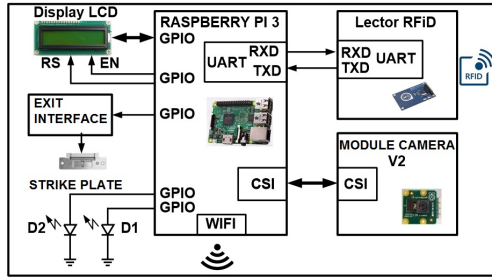 Display LCD
RS EN
EXIT
INTERFACE
STRIKE PLATE
D2 D1
RASPBERRY PI 3
GPIO
UART
RXD
TXD
GPIO
GPIO
CSI
GPIO
GPIO
WIFI
Lector RFiD
RXD
TXD
UART
RFID
MODULE CAMERA
V2
CSI